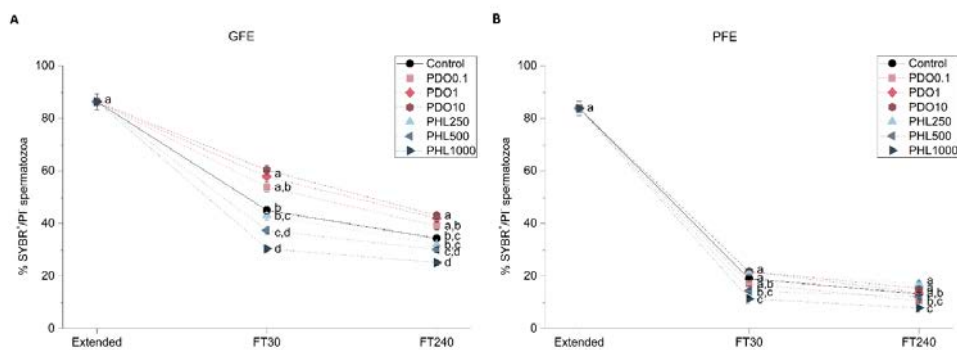 A
GFE
% SYBR+/PI- spermatozoa
100
80
60
40
20
0
Extended
FT30
FT240
Control
PDO0.1
PDO1
PDO10
PHL250
PHL500
PHL1000
a
a
a,b
b
b,c
c,d
d
a
a,b
b,c
b,c
c,d
d
B
PFE
% SYBR+/PI- spermatozoa
100
80
60
40
20
0
Extended
FT30
FT240
Control
PDO0.1
PDO1
PDO10
PHL250
PHL500
PHL1000
a
a
a
a,b
b,c
c
a
a
a,b
b,c
c